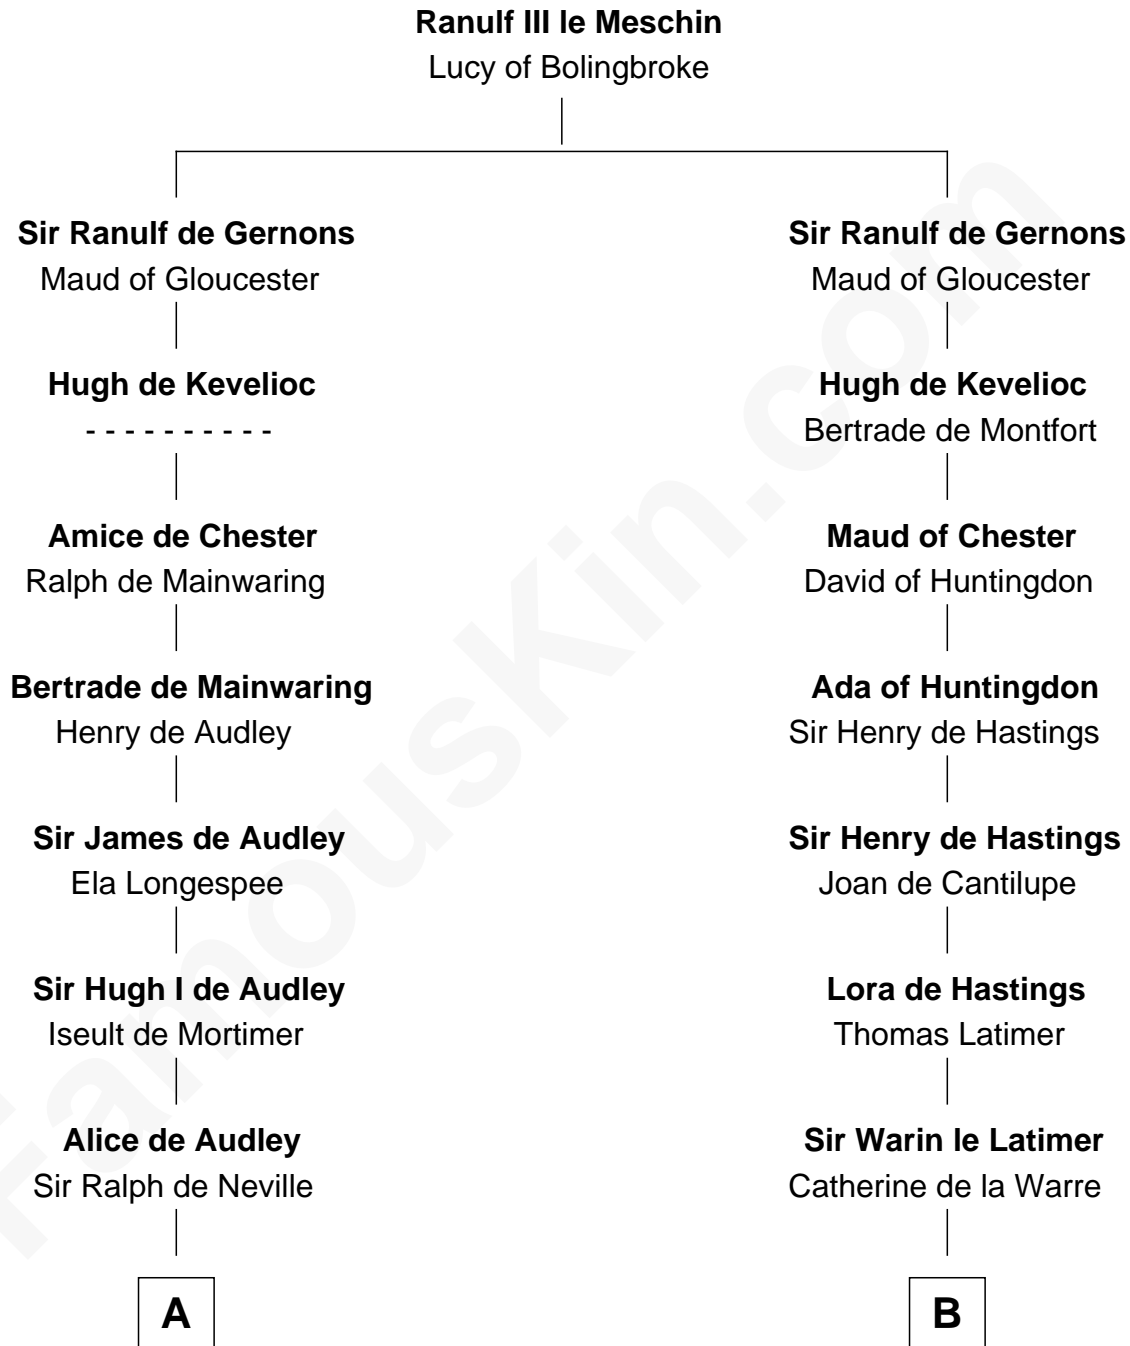 Ranulf III le Meschin
Lucy of Bolingbroke
Sir Ranulf de Gernons
Maud of Gloucester
Hugh de Kevelioc
- - - - - - - - - -
Amice de Chester
Ralph de Mainwaring
Bertrade de Mainwaring
Henry de Audley
Sir James de Audley
Ela Longespee
Sir Hugh I de Audley
Iseult de Mortimer
Alice de Audley
Sir Ralph de Neville
A
Sir Ranulf de Gernons
Maud of Gloucester
Hugh de Kevelioc
Bertrade de Montfort
Maud of Chester
David of Huntingdon
Ada of Huntingdon
Sir Henry de Hastings
Sir Henry de Hastings
Joan de Cantilupe
Lora de Hastings
Thomas Latimer
Sir Warin le Latimer
Catherine de la Warre
B
FamousKin.com